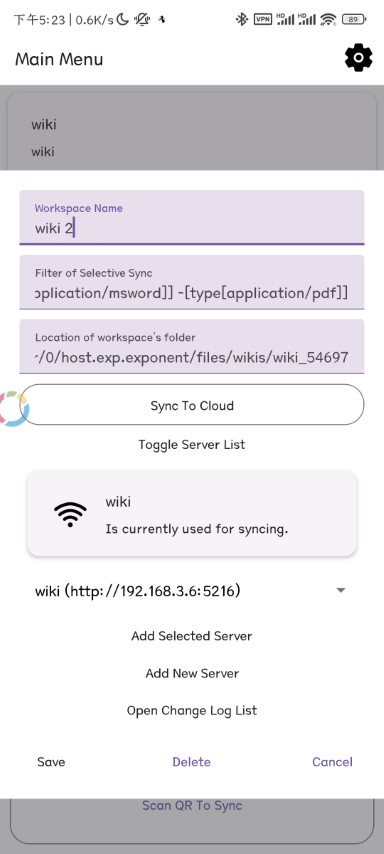 下午5:23 | 0.6K/s
VPN HD HD 89
Main Menu
wiki
wiki
Workspace Name
wiki 2
Filter of Selective Sync
pplication/msword]] -[type[application/pdf]]
Location of workspace's folder
/0/host.exp.exponent/files/wikis/wiki_54697
Sync To Cloud
Toggle Server List
wiki
Is currently used for syncing.
wiki (http://192.168.3.6:5216)
Add Selected Server
Add New Server
Open Change Log List
Save Delete Cancel
Scan QR To Sync